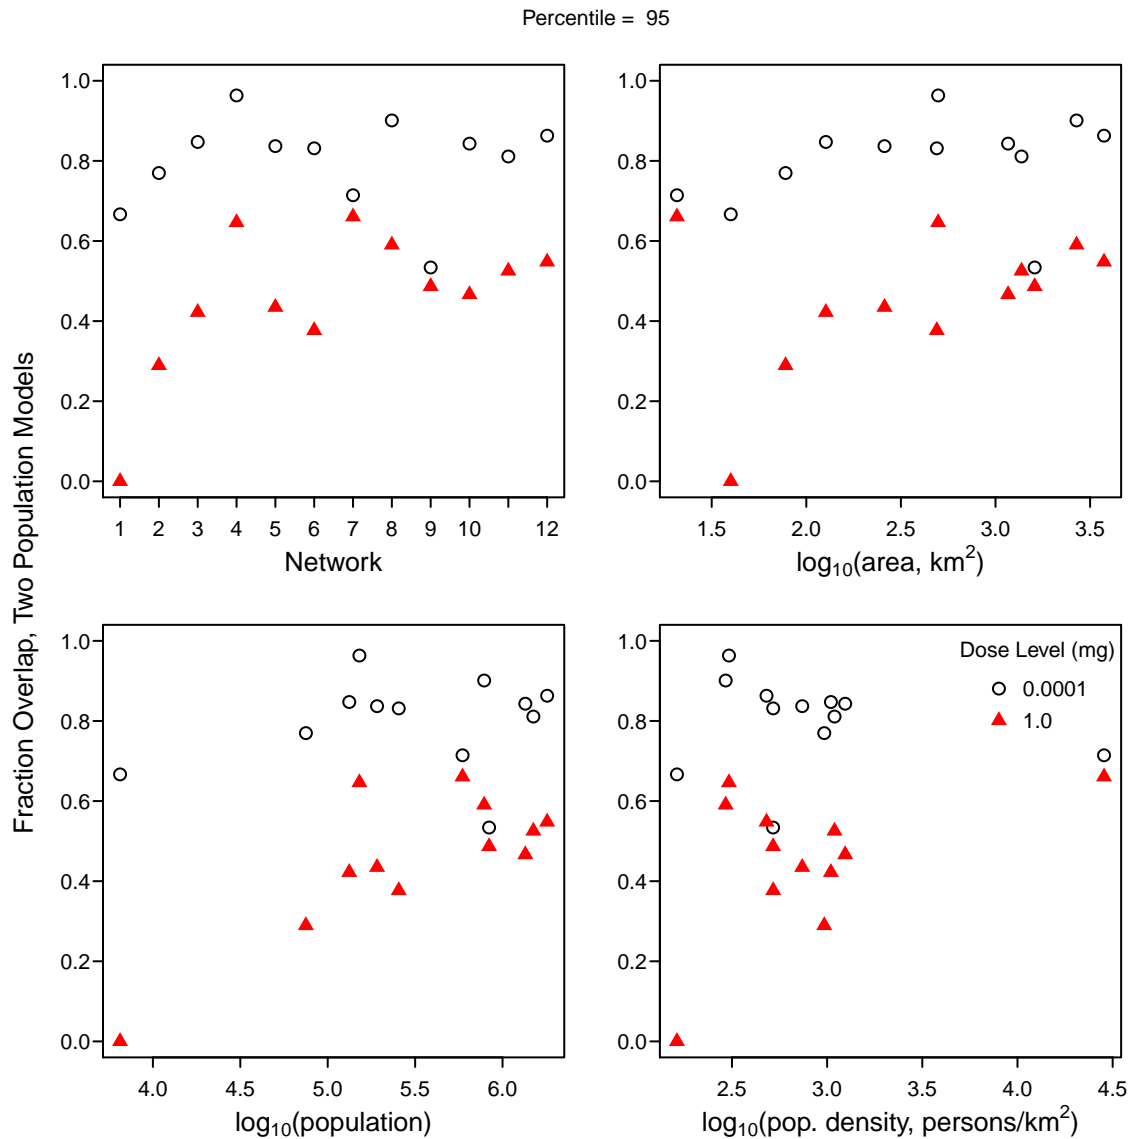 Percentile = 95
Fraction Overlap, Two Population Models
1.0
0.8
0.6
0.4
0.2
0.0
1 2 3 4 5 6 7 8 9 10 12
Network
1.0
0.8
0.6
0.4
0.2
0.0
1.5 2.0 2.5 3.0 3.5
log₁₀(area, km²)
1.0
0.8
0.6
0.4
0.2
0.0
4.0 4.5 5.0 5.5 6.0
log₁₀(population)
1.0
0.8
0.6
0.4
0.2
0.0
Dose Level (mg)
0.0001
1.0
2.5 3.0 3.5 4.0 4.5
log₁₀(pop. density, persons/km²)